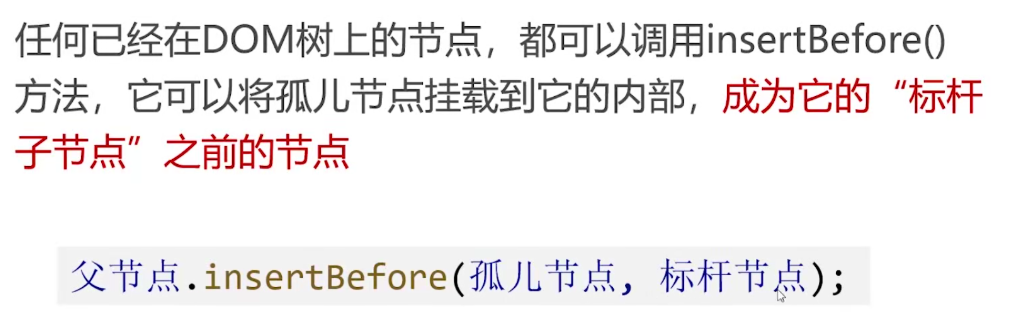 任何已经在DOM树上的节点，都可以调用insertBefore()
方法，它可以将孤儿节点挂载到它的内部，成为它的“标杆
子节点”之前的节点
父节点.insertBefore(孤儿节点, 标杆节点);